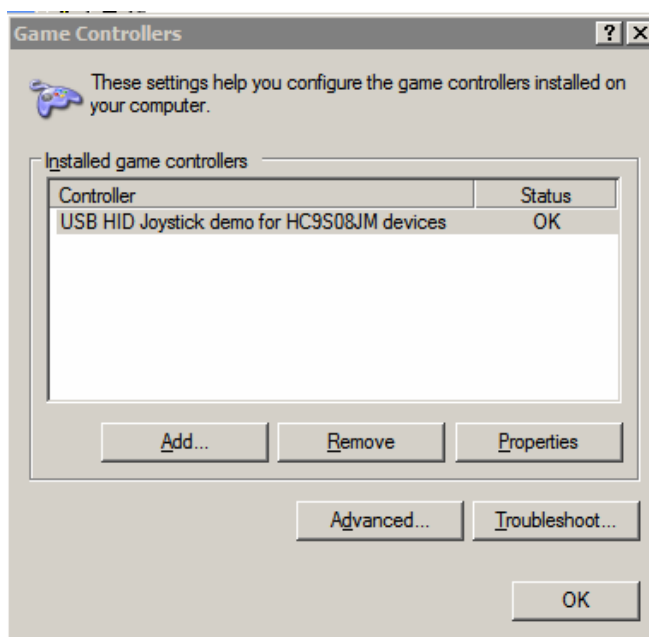 Game Controllers
These settings help you configure the game controllers installed on
your computer.
Installed game controllers
Controller Status
USB HID Joystick demo for HC9S08JM devices OK
Add... Remove Properties
Advanced... Troubleshoot...
OK